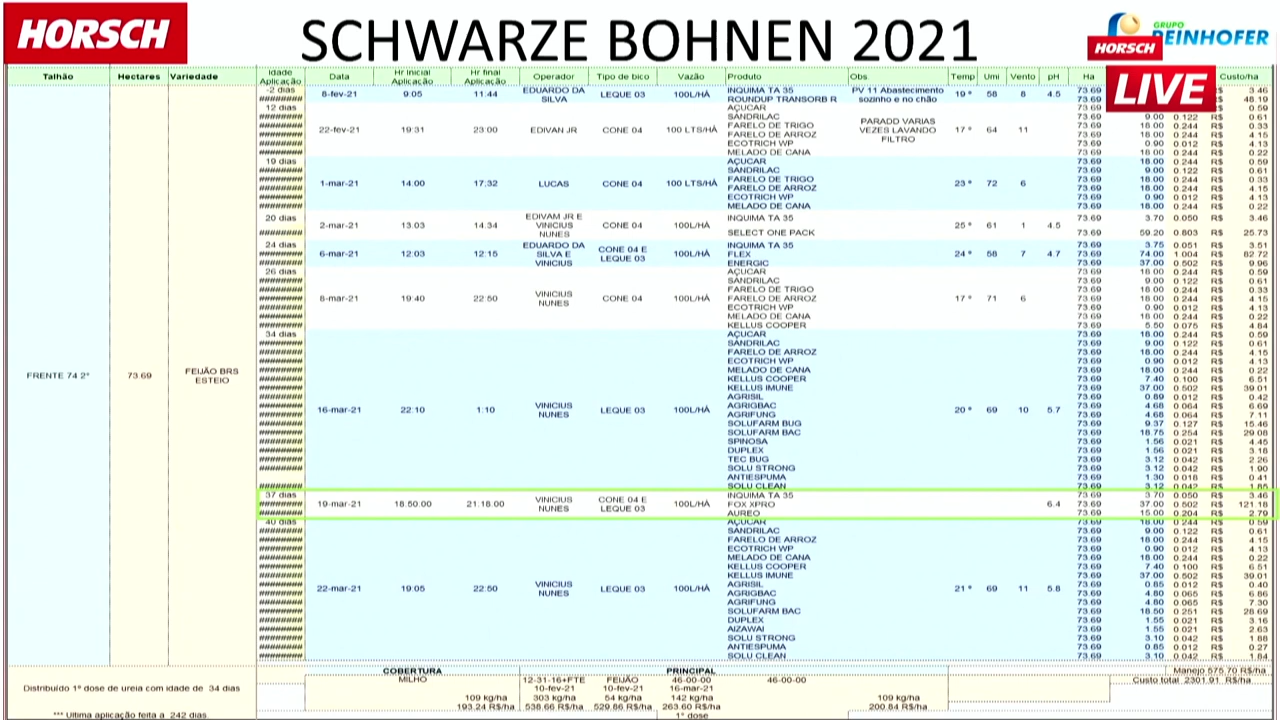 HORSCH
SCHWARZE BOHNEN 2021
GRUPO
REINHOFER
HORSCH
LIVE
Talhão Hectares Variedade Idade Aplicação Data Hr Inicial Aplicação Hr final Aplicação Operador Tipo de bico Vazão Produto Obs. Temp Umi Vento pH Ha Custo/ha
FRENTE 74 2° 73.69 FEIJÃO BRS ESTEIO
-2 dias 8-fev-21 9:05 11:44 EDUARDO DA SILVA LEQUE 03 100L/HÁ PV 11 Abastecimento sozinho e no chão 19 ° 58 8 4.5
INQUIMA TA 35 73.69 R$ 3.46
ROUNDUP TRANSORB R 73.69 R$ 48.19
12 dias 22-fev-21 19:31 23:00 EDIVAN JR CONE 04 100 LTS/HÁ PARADO VARIAS VEZES LAVANDO FILTRO 17 ° 64 11
AÇUCAR 73.69 R$ 0.59
SANDRILAC 73.69 9.00 0.122 R$ 0.61
FARELO DE TRIGO 73.69 18.00 0.244 R$ 0.33
FARELO DE ARROZ 73.69 18.00 0.244 R$ 4.15
ECOTRICH WP 73.69 0.90 0.012 R$ 4.13
MELADO DE CANA 73.69 18.00 0.244 R$ 0.22
19 dias 1-mar-21 14:00 17:32 LUCAS CONE 04 100 LTS/HÁ 23 ° 72 6
AÇUCAR 73.69 18.00 0.244 R$ 0.59
SANDRILAC 73.69 9.00 0.122 R$ 0.61
FARELO DE TRIGO 73.69 18.00 0.244 R$ 0.33
FARELO DE ARROZ 73.69 18.00 0.244 R$ 4.15
ECOTRICH WP 73.69 0.90 0.012 R$ 4.13
MELADO DE CANA 73.69 18.00 0.244 R$ 0.22
20 dias 2-mar-21 13:03 14:34 EDIVAM JR E VINICIUS NUNES CONE 04 100L/HÁ 25 ° 61 1 4.5
INQUIMA TA 35 73.69 3.70 0.050 R$ 3.46
SELECT ONE PACK 73.69 59.20 0.803 R$ 25.73
24 dias 6-mar-21 12:03 12:15 EDUARDO DA SILVA E VINICIUS CONE 04 E LEQUE 03 100L/HÁ 24 ° 58 7 4.7
INQUIMA TA 35 73.69 3.75 0.051 R$ 3.51
FLEX 73.69 74.00 1.004 R$ 82.72
ENERGIC 73.69 37.00 0.502 R$ 9.96
26 dias 8-mar-21 19:40 22:50 VINICIUS NUNES CONE 04 100L/HÁ 17 ° 71 6
AÇUCAR 73.69 18.00 0.244 R$ 0.59
SANDRILAC 73.69 9.00 0.122 R$ 0.61
FARELO DE TRIGO 73.69 18.00 0.244 R$ 0.33
FARELO DE ARROZ 73.69 18.00 0.244 R$ 4.15
ECOTRICH WP 73.69 0.90 0.012 R$ 4.13
MELADO DE CANA 73.69 18.00 0.244 R$ 0.22
KELLUS COOPER 73.69 5.50 0.075 R$ 4.84
34 dias 16-mar-21 22:10 1:10 VINICIUS NUNES LEQUE 03 100L/HÁ 20 ° 69 10 5.7
AÇUCAR 73.69 18.00 0.244 R$ 0.59
SANDRILAC 73.69 9.00 0.122 R$ 0.61
FARELO DE ARROZ 73.69 18.00 0.244 R$ 4.15
ECOTRICH WP 73.69 0.90 0.012 R$ 4.13
MELADO DE CANA 73.69 18.00 0.244 R$ 0.22
KELLUS COOPER 73.69 7.40 0.100 R$ 6.51
KELLUS IMUNE 73.69 37.00 0.502 R$ 39.01
AGRISIL 73.69 0.89 0.012 R$ 0.42
AGRIGBAC 73.69 4.68 0.064 R$ 6.69
AGRIFUNG 73.69 4.68 0.064 R$ 7.11
SOLUFARM BUG 73.69 9.37 0.127 R$ 15.46
SOLUFARM BAC 73.69 18.75 0.254 R$ 29.08
SPINOSA 73.69 1.56 0.021 R$ 4.45
DUPLEX 73.69 1.56 0.021 R$ 3.18
TEC BUG 73.69 3.12 0.042 R$ 2.26
SOLU STRONG 73.69 3.12 0.042 R$ 1.90
ANTIESPUMA 73.69 1.30 0.018 R$ 0.41
SOLU CLEAN 73.69 3.12 0.042 R$ 1.85
37 dias 19-mar-21 18:50:00 21:18:00 VINICIUS NUNES CONE 04 E LEQUE 03 100L/HÁ 6.4
INQUIMA TA 35 73.69 3.70 0.050 R$ 3.46
FOX XPRO 73.69 37.00 0.502 R$ 121.18
AUREO 73.69 15.00 0.204 R$ 2.79
40 dias 22-mar-21 19:05 22:50 VINICIUS NUNES LEQUE 03 100L/HÁ 21 ° 69 11 5.8
AÇUCAR 73.69 18.00 0.244 R$ 0.59
SANDRILAC 73.69 9.00 0.122 R$ 0.61
FARELO DE ARROZ 73.69 18.00 0.244 R$ 4.15
ECOTRICH WP 73.69 0.90 0.012 R$ 4.13
MELADO DE CANA 73.69 18.00 0.244 R$ 0.22
KELLUS COOPER 73.69 7.40 0.100 R$ 6.51
KELLUS IMUNE 73.69 37.00 0.502 R$ 39.01
AGRISIL 73.69 0.85 0.012 R$ 0.40
AGRIGBAC 73.69 4.80 0.065 R$ 6.86
AGRIFUNG 73.69 4.80 0.065 R$ 7.30
SOLUFARM BAC 73.69 18.50 0.251 R$ 28.69
DUPLEX 73.69 1.55 0.021 R$ 3.16
AIZAWAI 73.69 1.55 0.021 R$ 2.63
SOLU STRONG 73.69 3.10 0.042 R$ 1.88
ANTIESPUMA 73.69 0.85 0.012 R$ 0.27
SOLU CLEAN 73.69 3.10 0.042 R$ 1.84
COBERTURA PRINCIPAL Manejo 575.70 R$/ha
MILHO 12-31-16+FTE FEIJÃO 46-00-00 46-00-00 Custo total 2301.91 R$/ha
Distribuído 1ª dose de ureia com idade de 34 dias 10-fev-21 10-fev-21 16-mar-21
109 kg/ha 303 kg/ha 54 kg/ha 142 kg/ha 109 kg/ha
193.24 R$/ha 538.66 R$/ha 529.86 R$/ha 263.60 R$/ha 200.84 R$/ha
*** Ultima aplicação feita a 242 dias 1° dose